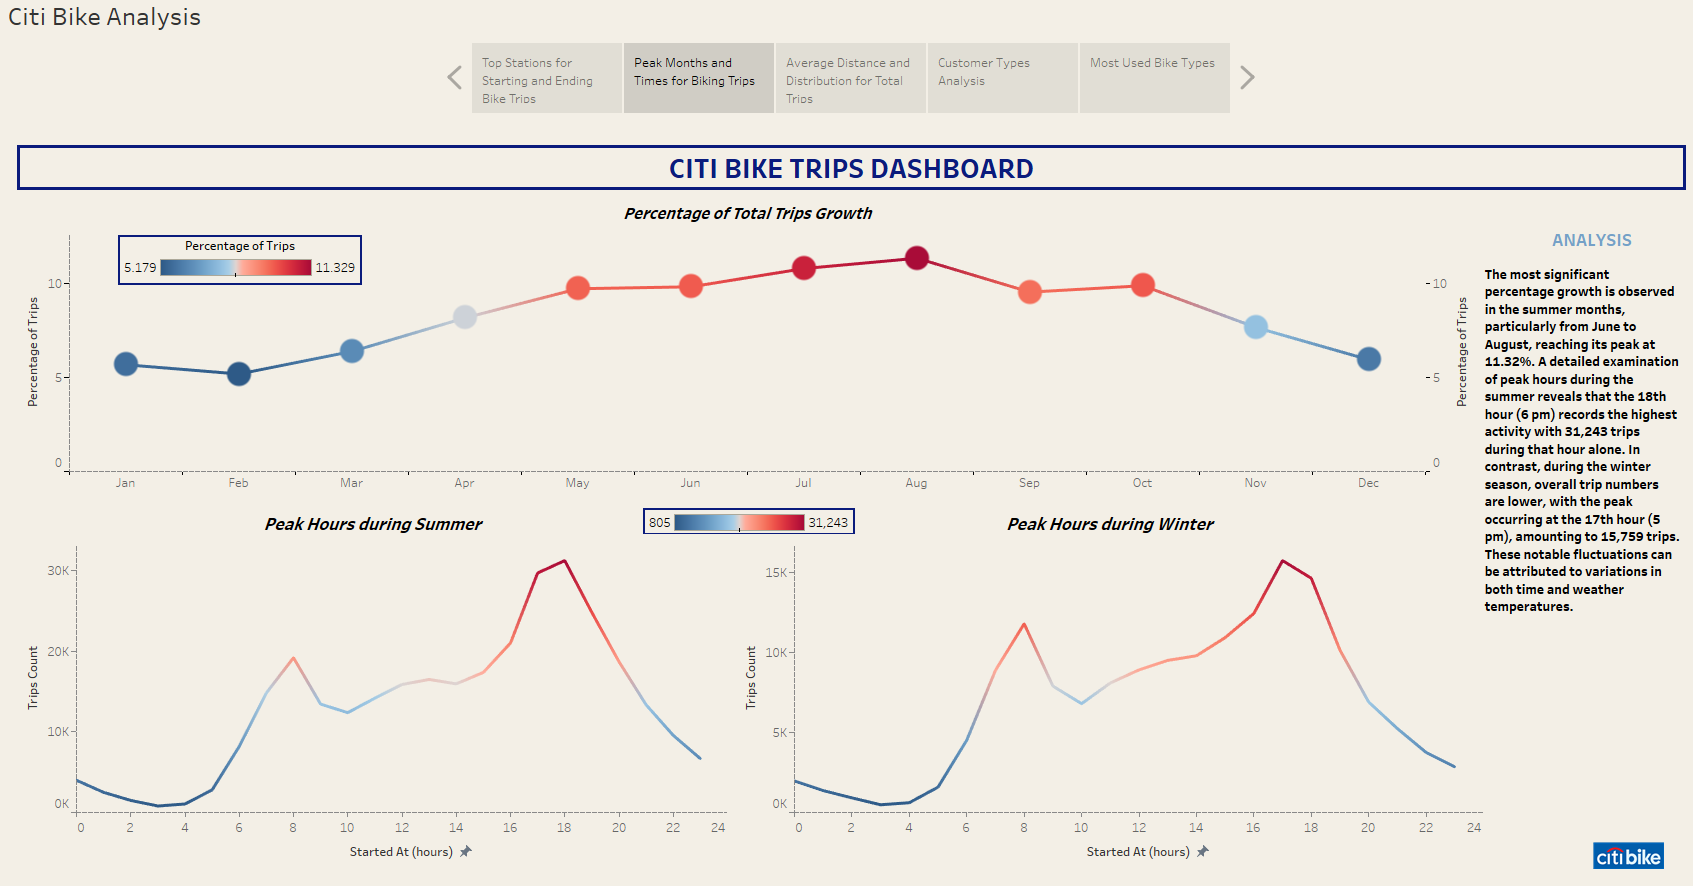 Citi Bike Analysis
Top Stations for
Starting and Ending
Bike Trips
Peak Months and
Times for Biking Trips
Average Distance and
Distribution for Total
Trips
Customer Types
Analysis
Most Used Bike Types
CITI BIKE TRIPS DASHBOARD
Percentage of Total Trips Growth
Percentage of Trips
5.179 11.329
Percentage of Trips
10
5
0
Jan Feb Mar Apr May Jun Jul Aug Sep Oct Nov Dec
10
5
0
Percentage of Trips
ANALYSIS
The most significant
percentage growth is observed
in the summer months,
particularly from June to
August, reaching its peak at
11.32%. A detailed examination
of peak hours during the
summer reveals that the 18th
hour (6 pm) records the highest
activity with 31,243 trips
during that hour alone. In
contrast, during the winter
season, overall trip numbers
are lower, with the peak
occurring at the 17th hour (5
pm), amounting to 15,759 trips.
These notable fluctuations can
be attributed to variations in
both time and weather
temperatures.
Peak Hours during Summer
805 31,243
Peak Hours during Winter
Trips Count
30K
20K
10K
0K
0 2 4 6 8 10 12 14 16 18 20 22 24
Started At (hours)
Trips Count
15K
10K
5K
0K
0 2 4 6 8 10 12 14 16 18 20 22 24
Started At (hours)
citi bike